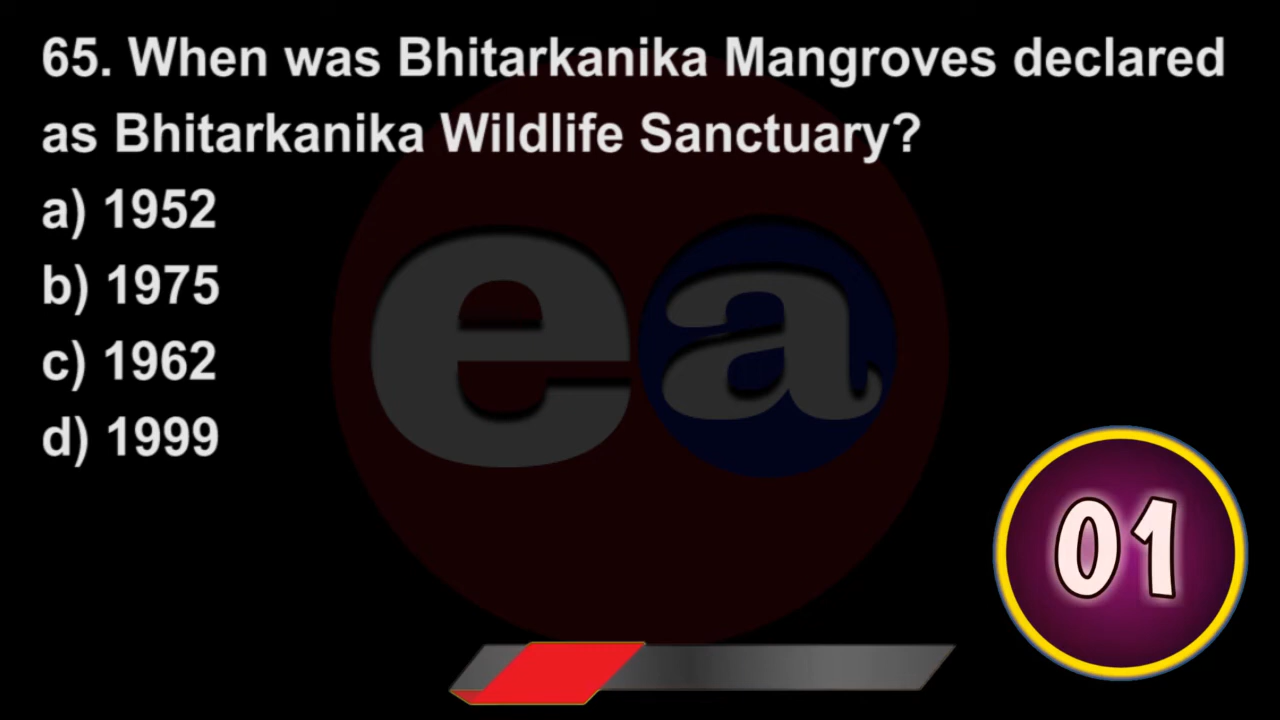 65. When was Bhitarkanika Mangroves declared
as Bhitarkanika Wildlife Sanctuary?
a) 1952
b) 1975
c) 1962
d) 1999
ea
01